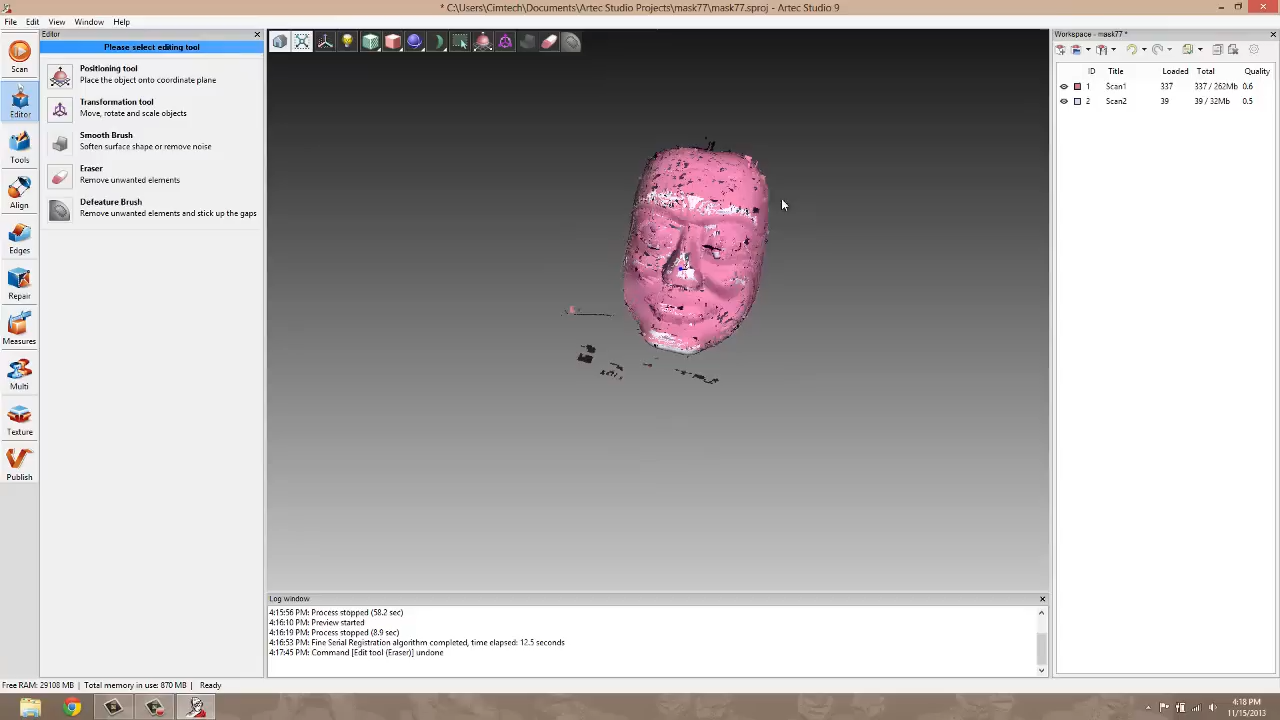 * C:\Users\Cimtech\Documents\Artec Studio Projects\mask77\mask77.sproj - Artec Studio 9
File Edit View Window Help
Editor
Please select editing tool
Scan
Editor
Tools
Align
Edges
Repair
Measures
Multi
Texture
Publish
Positioning tool
Place the object onto coordinate plane
Transformation tool
Move, rotate and scale objects
Smooth Brush
Soften surface shape or remove noise
Eraser
Remove unwanted elements
Defeature Brush
Remove unwanted elements and stick up the gaps
Workspace - mask77 *
ID Title Loaded Total Quality
1 Scan1 337 337 / 262Mb 0.6
2 Scan2 39 39 / 32Mb 0.5
Log window
4:15:56 PM: Process stopped (58.2 sec)
4:16:10 PM: Preview started
4:16:19 PM: Process stopped (8.9 sec)
4:16:53 PM: Fine Serial Registration algorithm completed, time elapsed: 12.5 seconds
4:17:45 PM: Command [Edit tool (Eraser)] undone
Free RAM: 29108 MB | Total memory in use: 870 MB | Ready
4:18 PM
11/15/2013